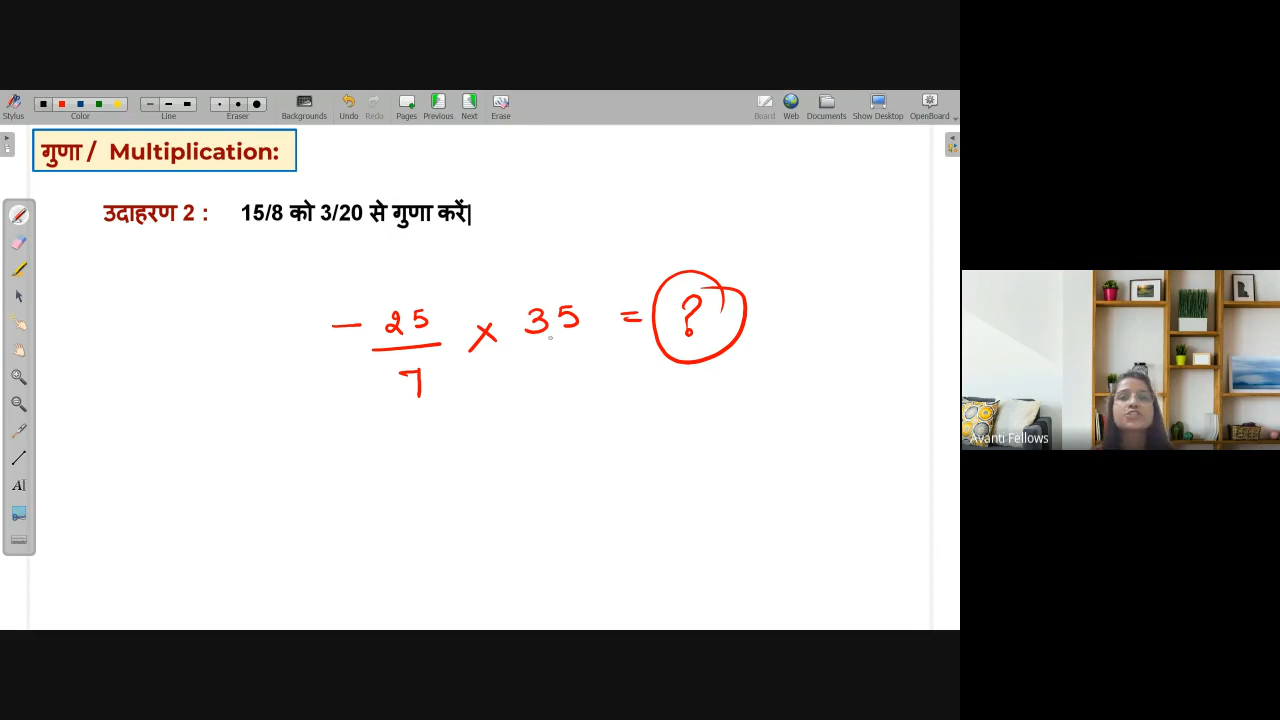 Stylus
Color
Line
Eraser
Backgrounds
Undo
Redo
Pages
Previous
Next
Erase
Board
Web
Documents
Show Desktop
OpenBoard
गुणा / Multiplication:
उदाहरण 2 : 15/8 को 3/20 से गुणा करें|
- 25/7 × 35 = ?
Avanti Fellows